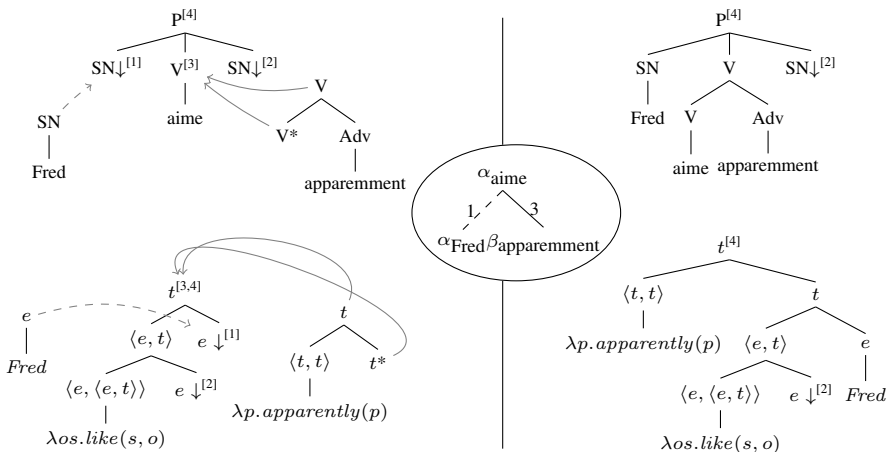 P[4]
SN↓[1] V[3] SN↓[2]
aime
V
SN
V* Adv
Fred
apparemment
P[4]
SN V SN↓[2]
Fred V Adv
aime apparemment
αaime
1 3
αFred βapparemment
t[3,4]
e
⟨e, t⟩ e ↓[1]
Fred
⟨e, ⟨e, t⟩⟩ e ↓[2]
λos.like(s, o)
t
⟨t, t⟩ t*
λp.apparently(p)
t[4]
⟨t, t⟩ t
λp.apparently(p) ⟨e, t⟩ e
⟨e, ⟨e, t⟩⟩ e ↓[2] Fred
λos.like(s, o)